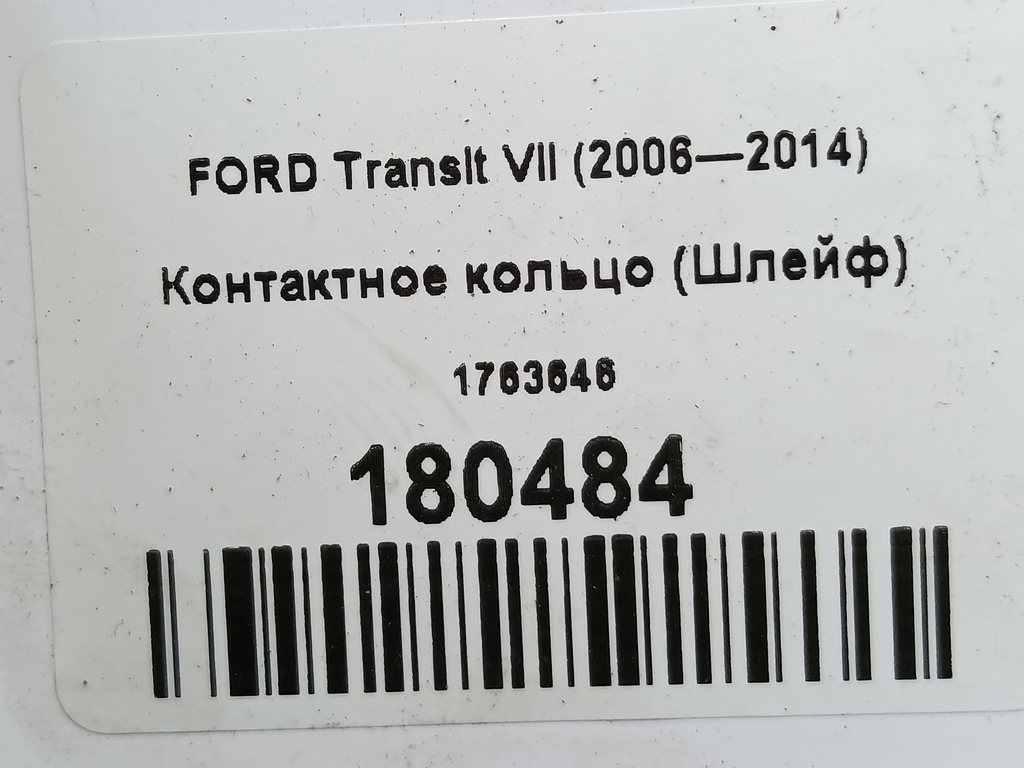 FORD Transit VII (2006—2014)
Контактное кольцо (Шлейф)
1763646
180484